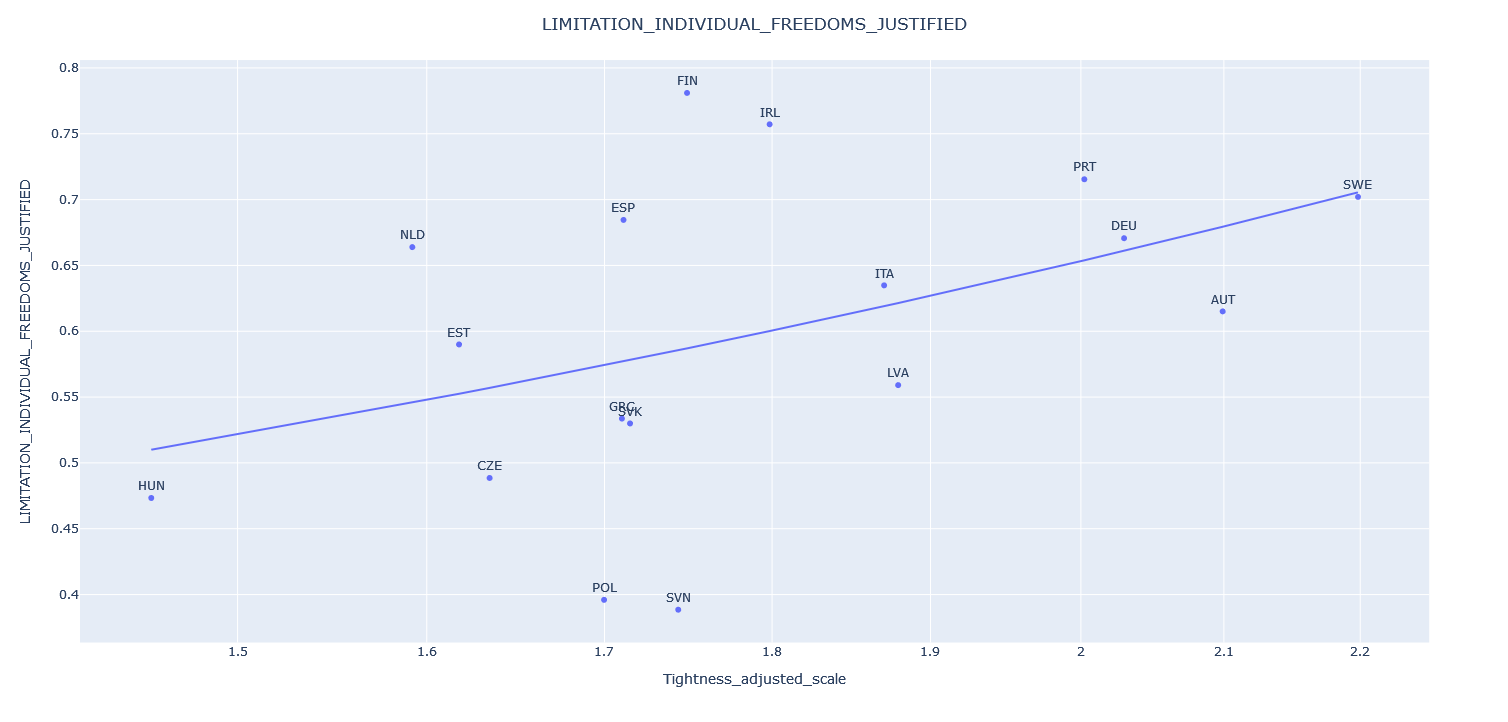 LIMITATION_INDIVIDUAL_FREEDOMS_JUSTIFIED
LIMITATION_INDIVIDUAL_FREEDOMS_JUSTIFIED
0.8
0.75
0.7
0.65
0.6
0.55
0.5
0.45
0.4
FIN
IRL
PRT
SWE
ESP
DEU
NLD
ITA
AUT
EST
LVA
GRC
SVK
CZE
HUN
POL
SVN
1.5 1.6 1.7 1.8 1.9 2 2.1 2.2
Tightness_adjusted_scale